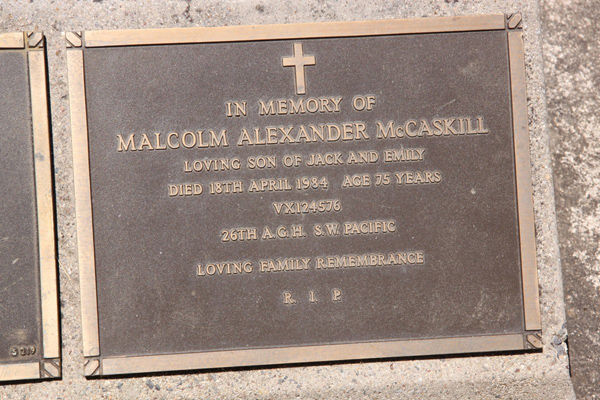 IN MEMORY OF
MALCOLM ALEXANDER McCASKILL
LOVING SON OF JACK AND EMILY
DIED 18TH APRIL 1984 AGE 75 YEARS
VX124576
26TH A.G.H. S.W. PACIFIC
LOVING FAMILY REMEMBRANCE
R. I. P.